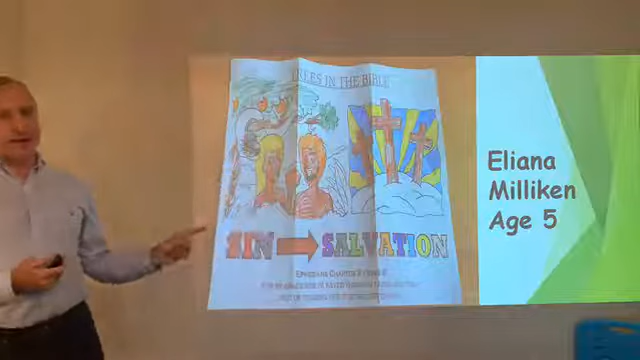 TREES IN THE BIBLE
SIN SALVATION
EPHESIANS CHAPTER 2 VERSE 8
Eliana
Milliken
Age 5